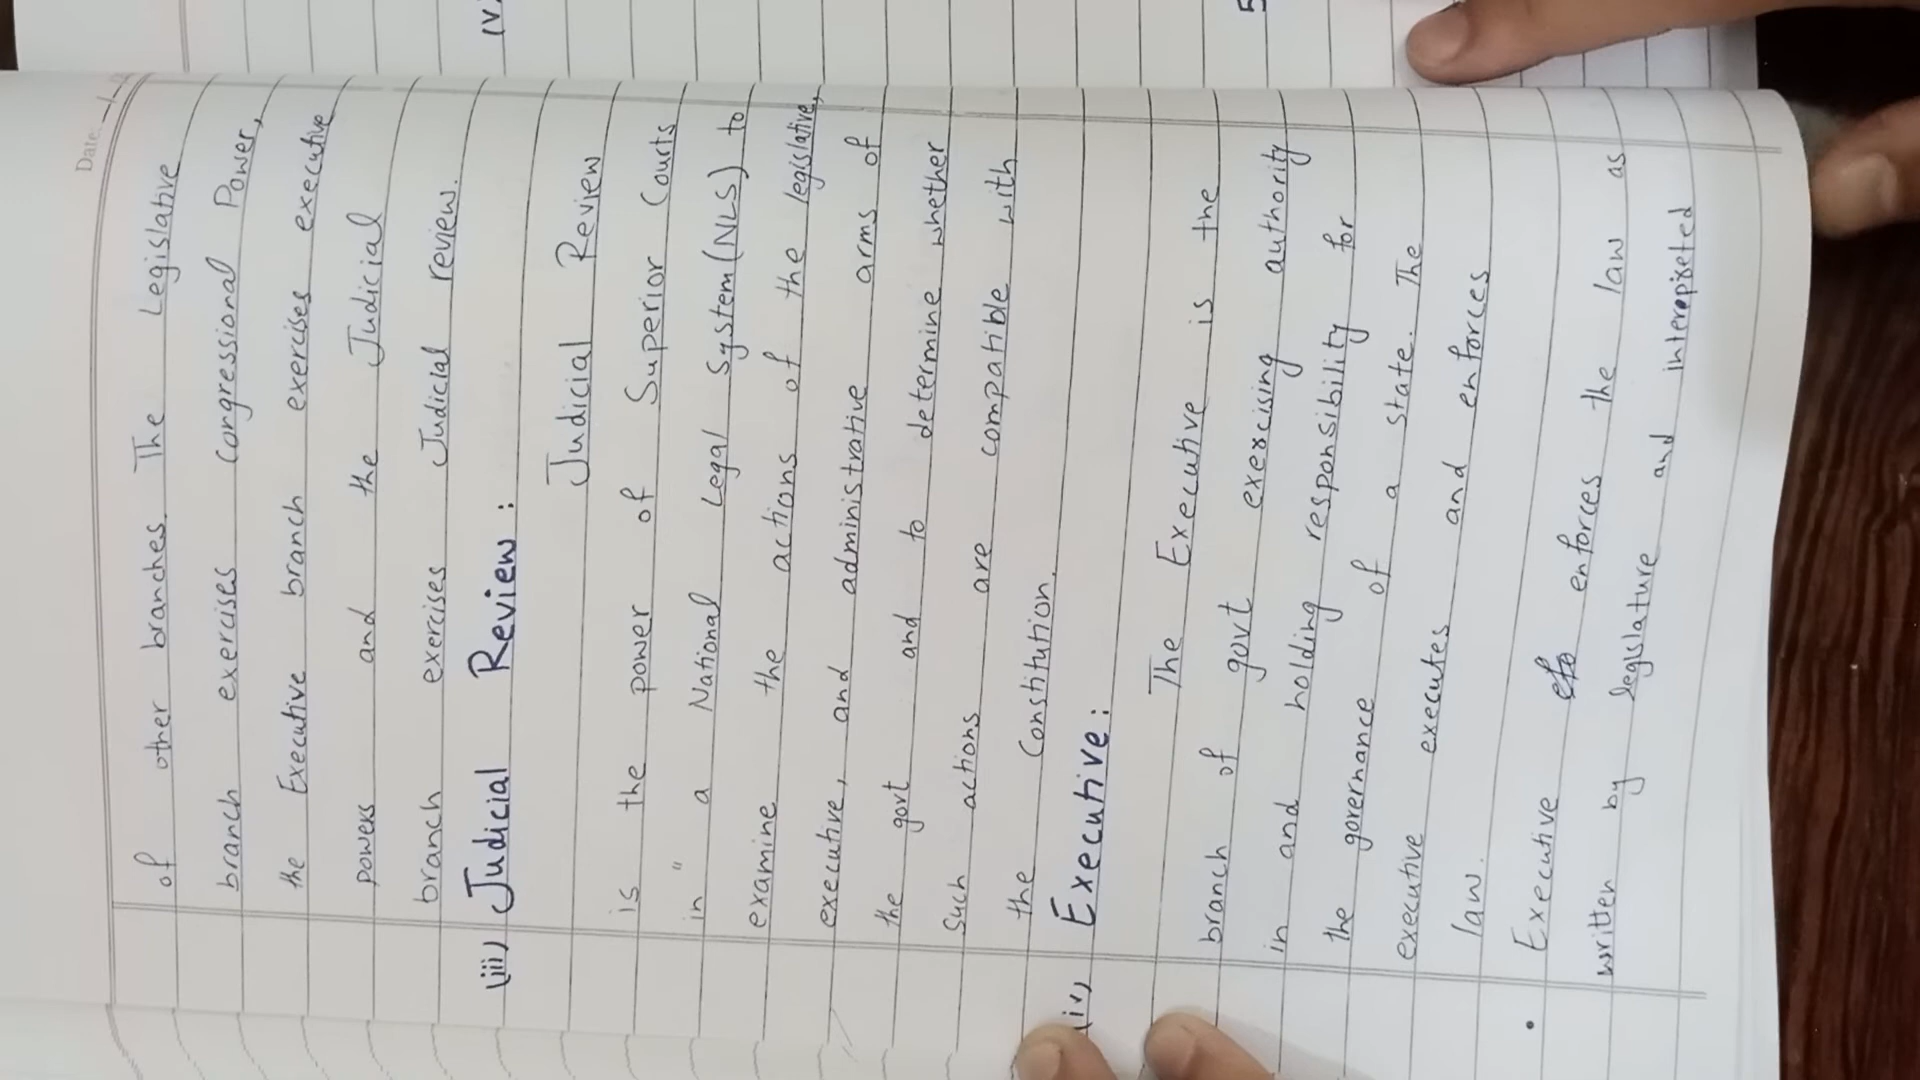 Date: / /
of other branches. The Legislative
branch exercises Congressional Power,
the Executive branch exercises executive
powers and the Judicial
branch exercises Judicial review.
(iii) Judicial Review :
Judicial Review
is the power of Superior Courts
in a National Legal System (NLS) to
examine the actions of the legislative,
executive, and administrative arms of
the govt and to determine whether
such actions are compatible with
the Constitution.
(iv) Executive :
The Executive is the
branch of govt exercising authority
in and holding responsibility for
the governance of a state. The
executive executes and enforces
law.
• Executive enforces the law as
written by legislature and interpreted
(v)
5